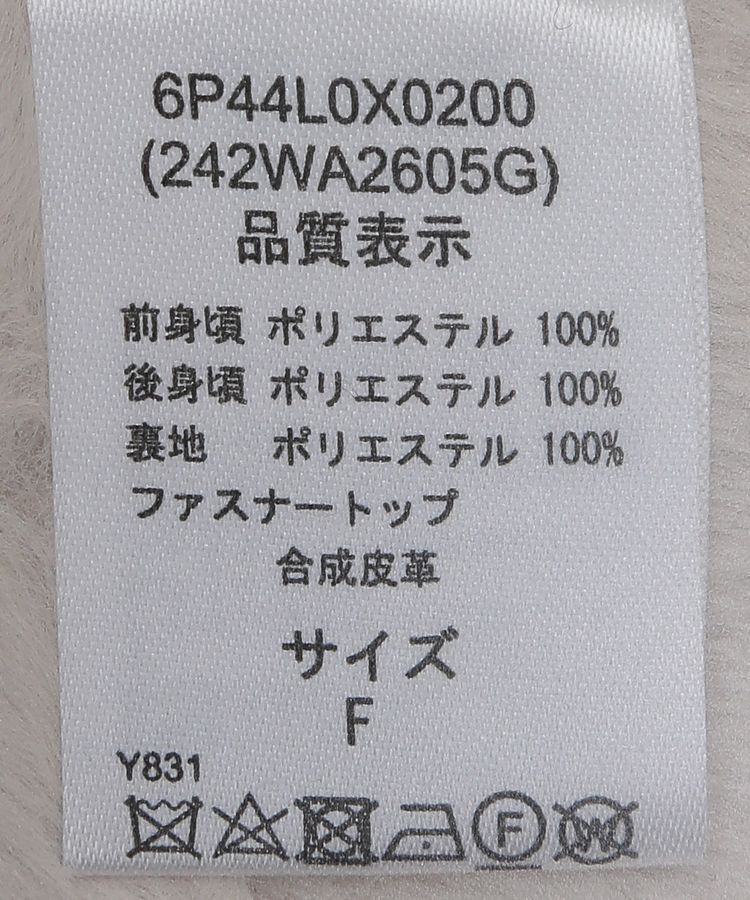 6P44L0X0200
(242WA2605G)
品質表示
前身頃 ポリエステル 100%
後身頃 ポリエステル 100%
裏地 ポリエステル 100%
ファスナートップ
合成皮革
サイズ
F
Y831
F W